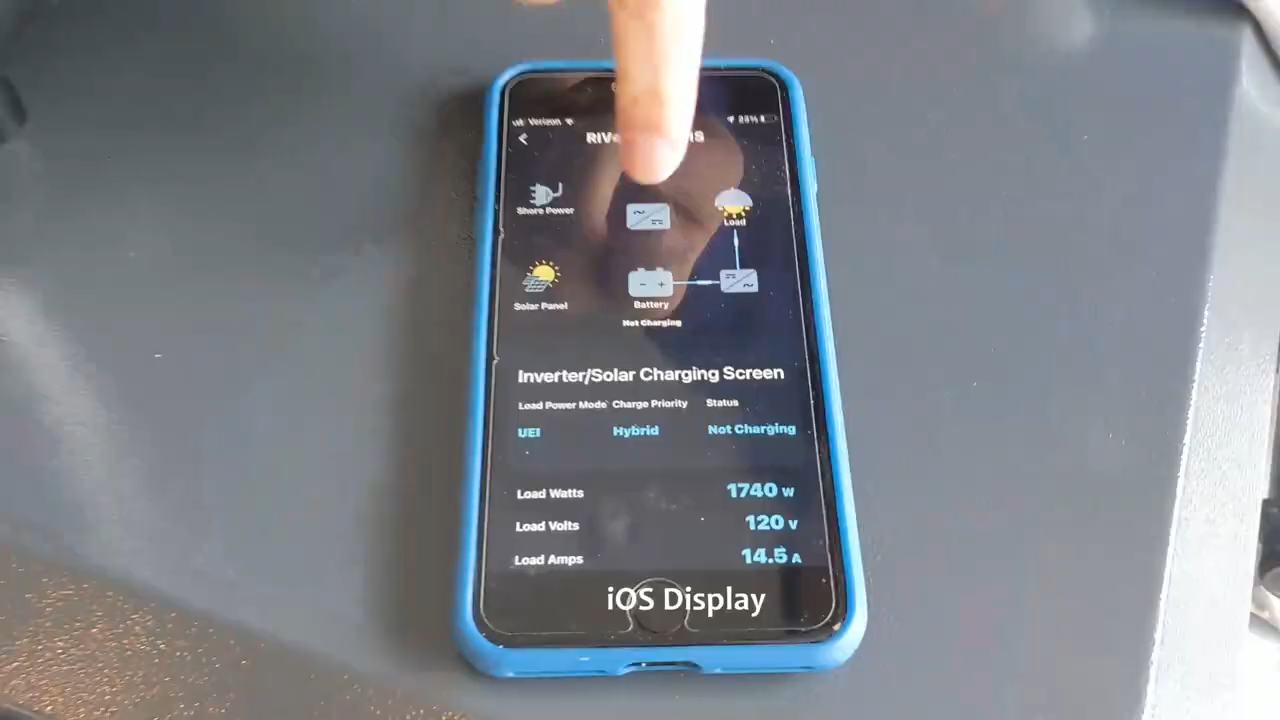 Verizon 23%
Shore Power
Load
Solar Panel
Battery
Not Charging
Inverter/Solar Charging Screen
Load Power Mode Charge Priority Status
UEI Hybrid Not Charging
Load Watts 1740 W
Load Volts 120 V
Load Amps 14.5 A
iOS Display